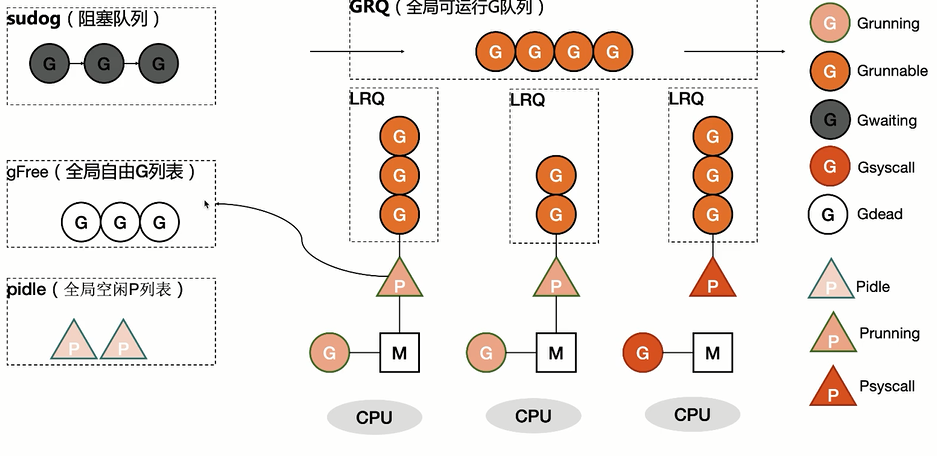 sudog（阻塞队列）
G G G
GRQ（全局可运行G队列）
G G G G
LRQ
G
G
G
LRQ
G
G
LRQ
G
G
G
gFree（全局自由G列表）
G G G
pidle（全局空闲P列表）
P P
P
P
P
G M
G M
G M
CPU
CPU
CPU
G Grunning
G Grunnable
G Gwaiting
G Gsyscall
G Gdead
P Pidle
P Prunning
P Psyscall